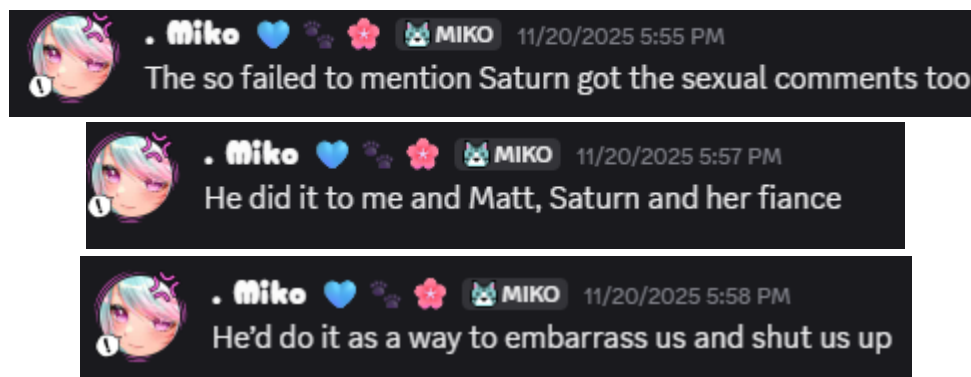 . Miko 💙 🐾 🌸 MIKO 11/20/2025 5:55 PM
The so failed to mention Saturn got the sexual comments too
. Miko 💙 🐾 🌸 MIKO 11/20/2025 5:57 PM
He did it to me and Matt, Saturn and her fiance
. Miko 💙 🐾 🌸 MIKO 11/20/2025 5:58 PM
He’d do it as a way to embarrass us and shut us up